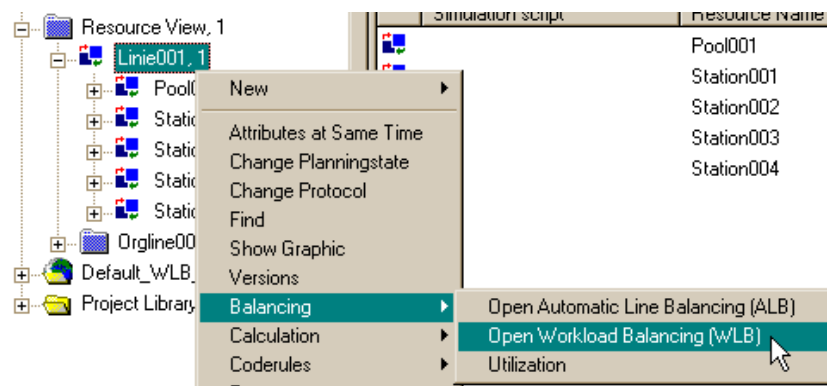 Simulation script Resource Name
Resource View, 1
Linie001, 1
Pool001
Station001
Station002
Station003
Station004
New
Attributes at Same Time
Change Planningstate
Change Protocol
Find
Show Graphic
Versions
Balancing
Calculation
Coderules
Orgline00
Default_WLB_
Project Library
Open Automatic Line Balancing (ALB)
Open Workload Balancing (WLB)
Utilization